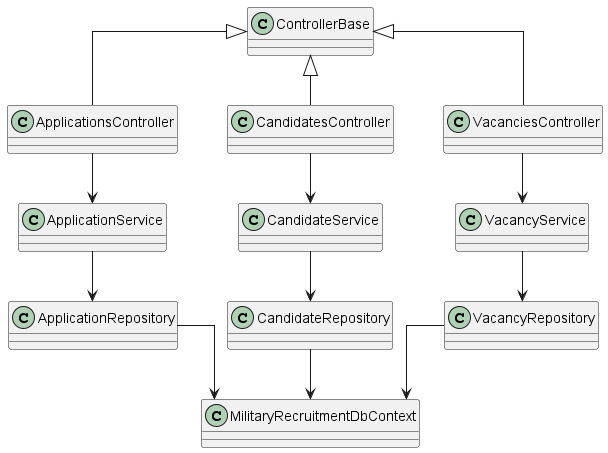 C ControllerBase
C ApplicationsController
C CandidatesController
C VacanciesController
C ApplicationService
C CandidateService
C VacancyService
C ApplicationRepository
C CandidateRepository
C VacancyRepository
C MilitaryRecruitmentDbContext